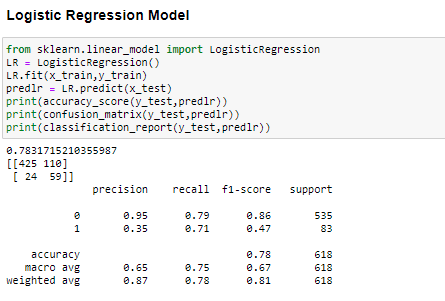 Logistic Regression Model
from sklearn.linear_model import LogisticRegression
LR = LogisticRegression()
LR.fit(x_train,y_train)
predlr = LR.predict(x_test)
print(accuracy_score(y_test,predlr))
print(confusion_matrix(y_test,predlr))
print(classification_report(y_test,predlr))
0.7831715210355987
[[425 110]
 [ 24  59]]
              precision    recall  f1-score   support
           0       0.95      0.79      0.86       535
           1       0.35      0.71      0.47        83
    accuracy                           0.78       618
   macro avg       0.65      0.75      0.67       618
weighted avg       0.87      0.78      0.81       618